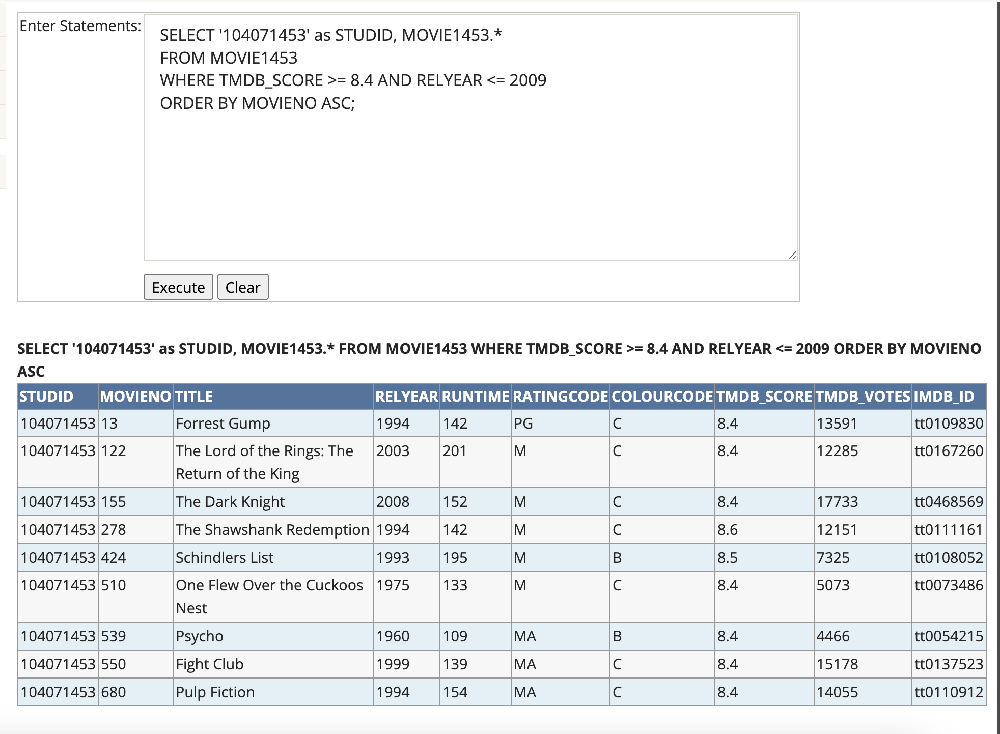 Enter Statements:
SELECT '104071453' as STUDID, MOVIE1453.*
FROM MOVIE1453
WHERE TMDB_SCORE >= 8.4 AND RELYEAR <= 2009
ORDER BY MOVIENO ASC;
Execute Clear
SELECT '104071453' as STUDID, MOVIE1453.* FROM MOVIE1453 WHERE TMDB_SCORE >= 8.4 AND RELYEAR <= 2009 ORDER BY MOVIENO
ASC
STUDID MOVIENO TITLE RELYEAR RUNTIME RATINGCODE COLOURCODE TMDB_SCORE TMDB_VOTES IMDB_ID
104071453 13 Forrest Gump 1994 142 PG C 8.4 13591 tt0109830
104071453 122 The Lord of the Rings: The 2003 201 M C 8.4 12285 tt0167260
Return of the King
104071453 155 The Dark Knight 2008 152 M C 8.4 17733 tt0468569
104071453 278 The Shawshank Redemption 1994 142 M C 8.6 12151 tt0111161
104071453 424 Schindlers List 1993 195 M B 8.5 7325 tt0108052
104071453 510 One Flew Over the Cuckoos 1975 133 M C 8.4 5073 tt0073486
Nest
104071453 539 Psycho 1960 109 MA B 8.4 4466 tt0054215
104071453 550 Fight Club 1999 139 MA C 8.4 15178 tt0137523
104071453 680 Pulp Fiction 1994 154 MA C 8.4 14055 tt0110912